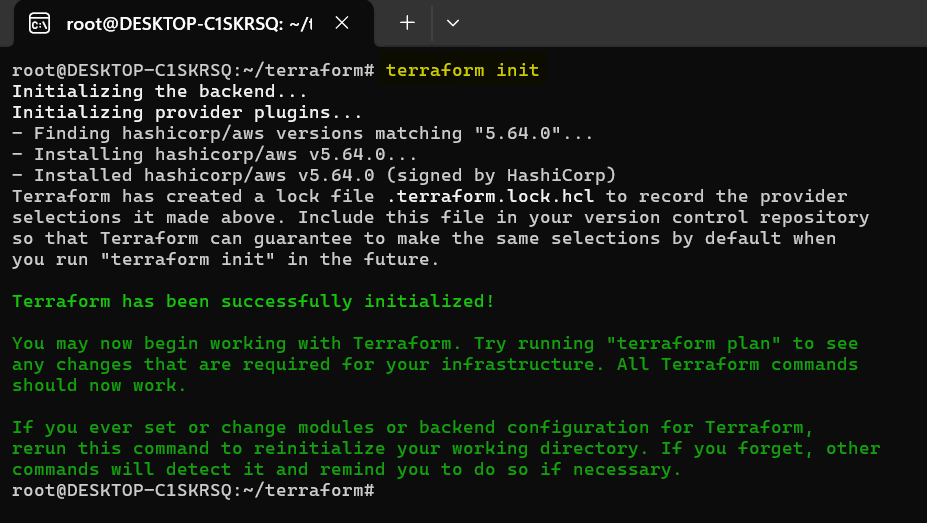 root@DESKTOP-C1SKRSQ: ~/t
root@DESKTOP-C1SKRSQ:~/terraform# terraform init
Initializing the backend...
Initializing provider plugins...
- Finding hashicorp/aws versions matching "5.64.0"...
- Installing hashicorp/aws v5.64.0...
- Installed hashicorp/aws v5.64.0 (signed by HashiCorp)
Terraform has created a lock file .terraform.lock.hcl to record the provider
selections it made above. Include this file in your version control repository
so that Terraform can guarantee to make the same selections by default when
you run "terraform init" in the future.
Terraform has been successfully initialized!
You may now begin working with Terraform. Try running "terraform plan" to see
any changes that are required for your infrastructure. All Terraform commands
should now work.
If you ever set or change modules or backend configuration for Terraform,
rerun this command to reinitialize your working directory. If you forget, other
commands will detect it and remind you to do so if necessary.
root@DESKTOP-C1SKRSQ:~/terraform#